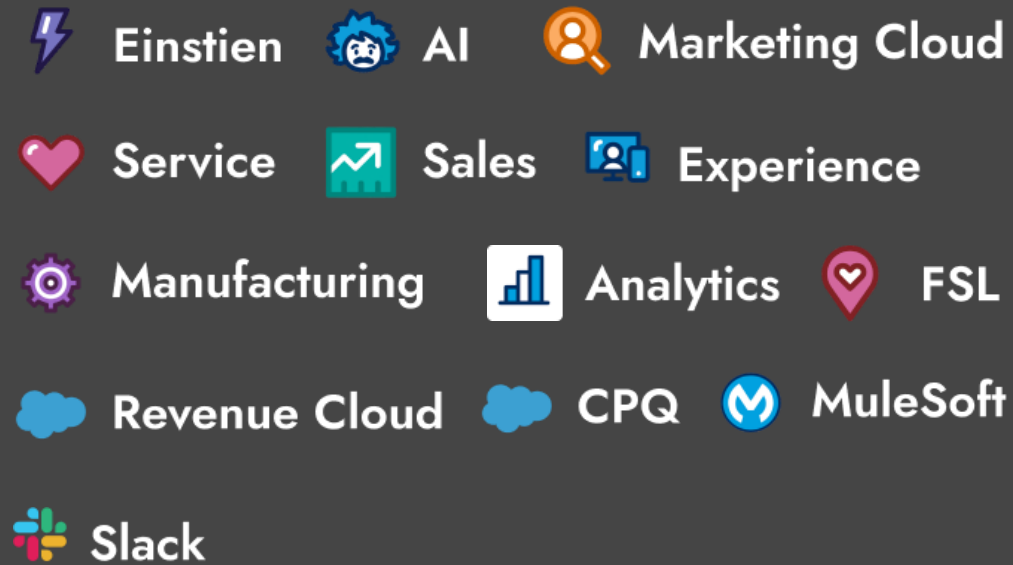 Einstien AI Marketing Cloud
Service Sales Experience
Manufacturing Analytics FSL
Revenue Cloud CPQ MuleSoft
Slack